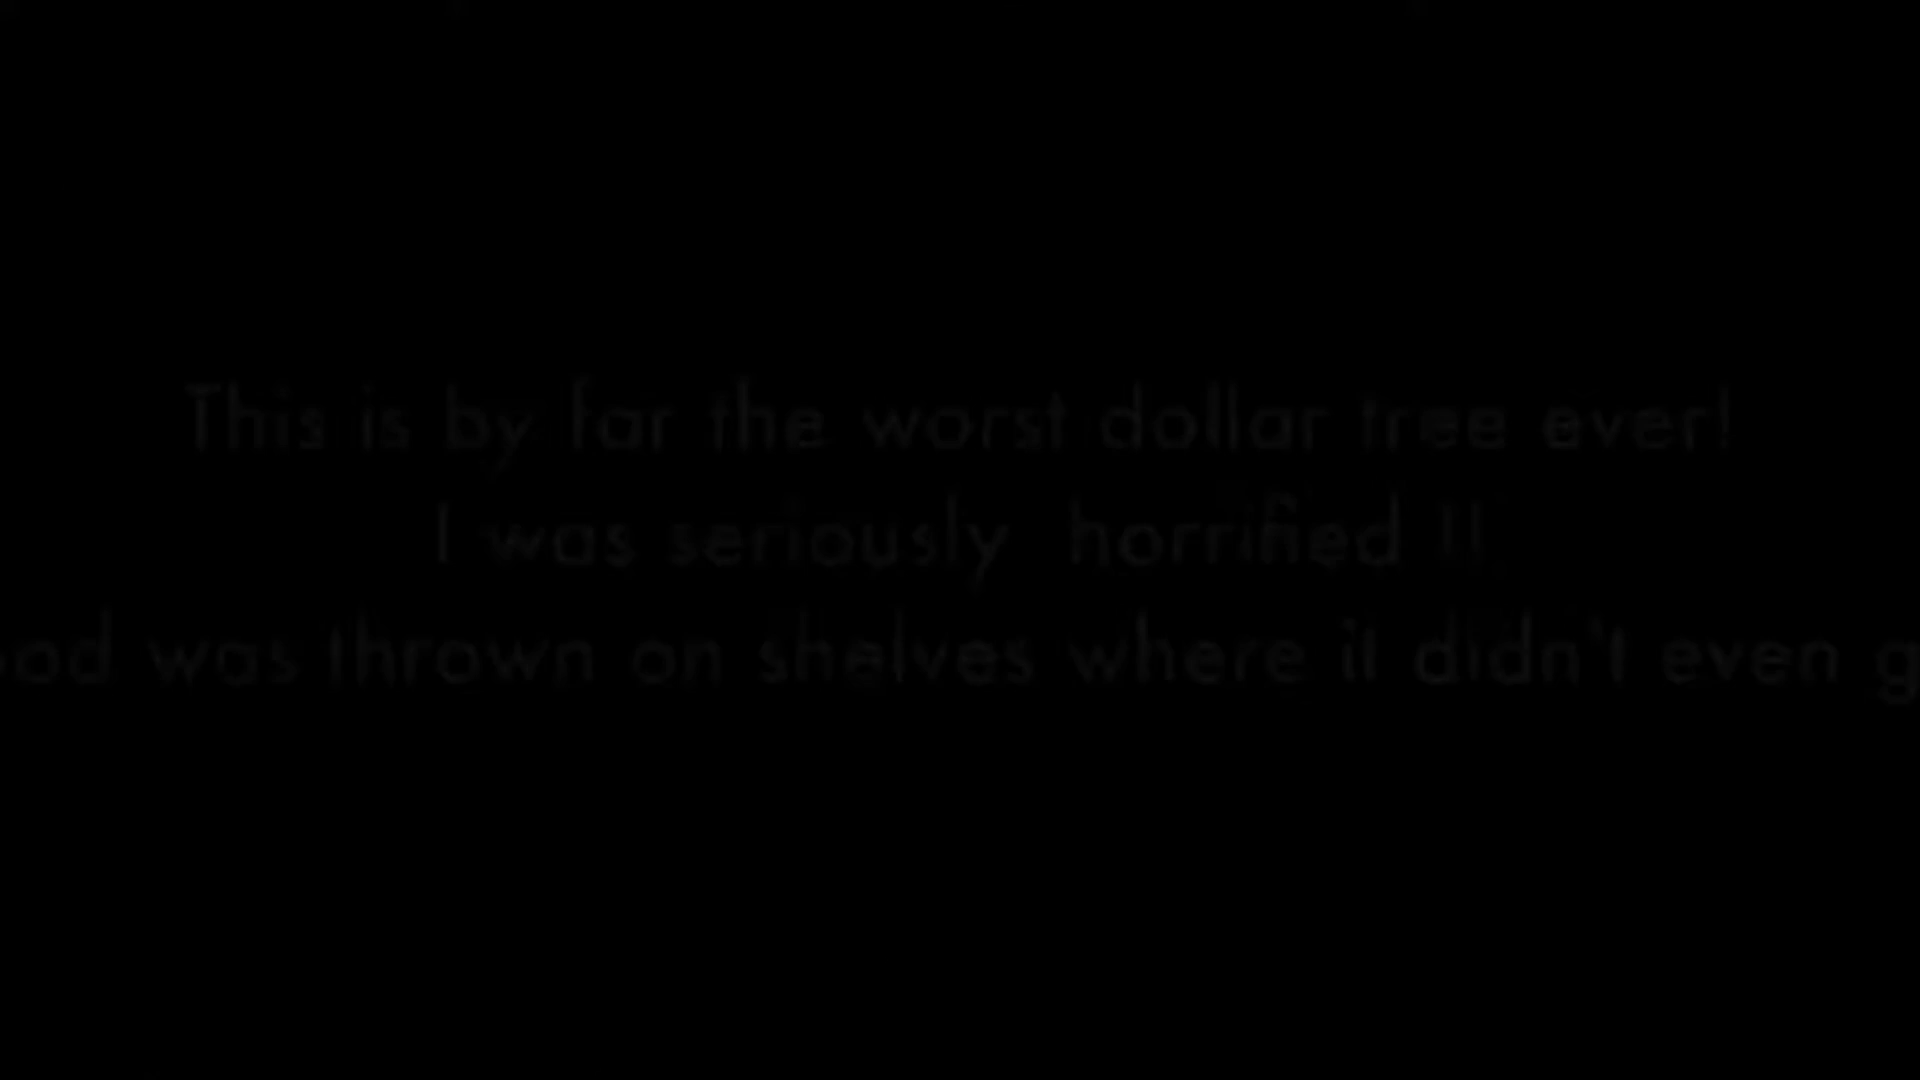 This is by far the worst dollar tree ever!
I was seriously horrified !!
was thrown on shelves where it didn't even